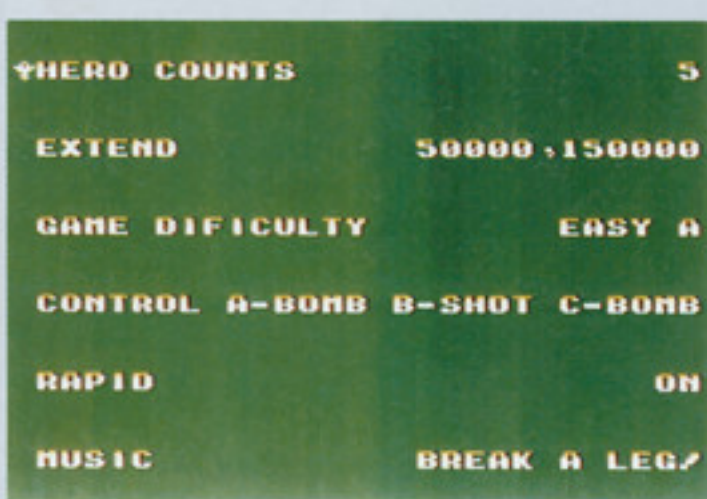 HERO COUNTS 5
EXTEND 50000,150000
GAME DIFICULTY EASY A
CONTROL A-BOMB B-SHOT C-BOMB
RAPID ON
MUSIC BREAK A LEG!